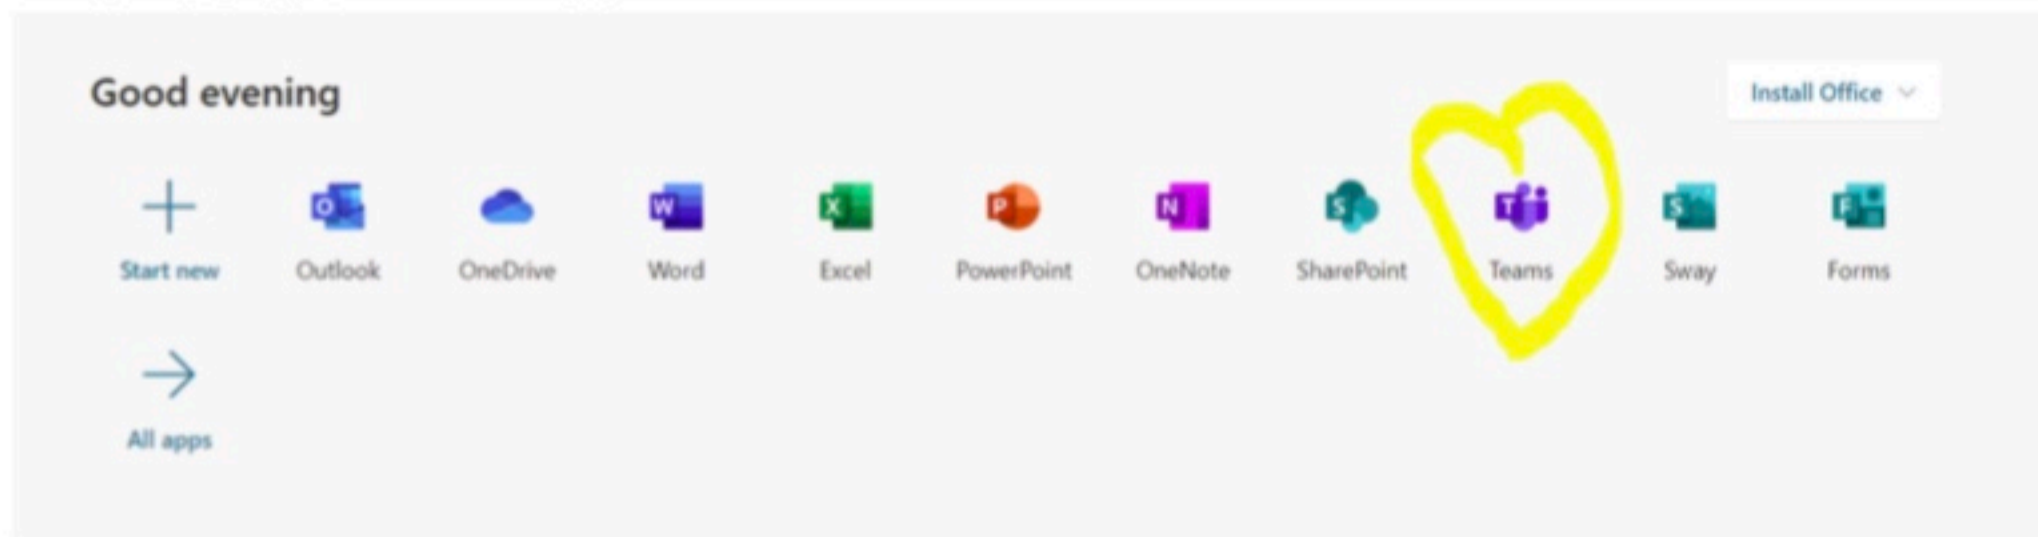 Good evening
Install Office
Start new
Outlook
OneDrive
Word
Excel
PowerPoint
OneNote
SharePoint
Teams
Sway
Forms
All apps